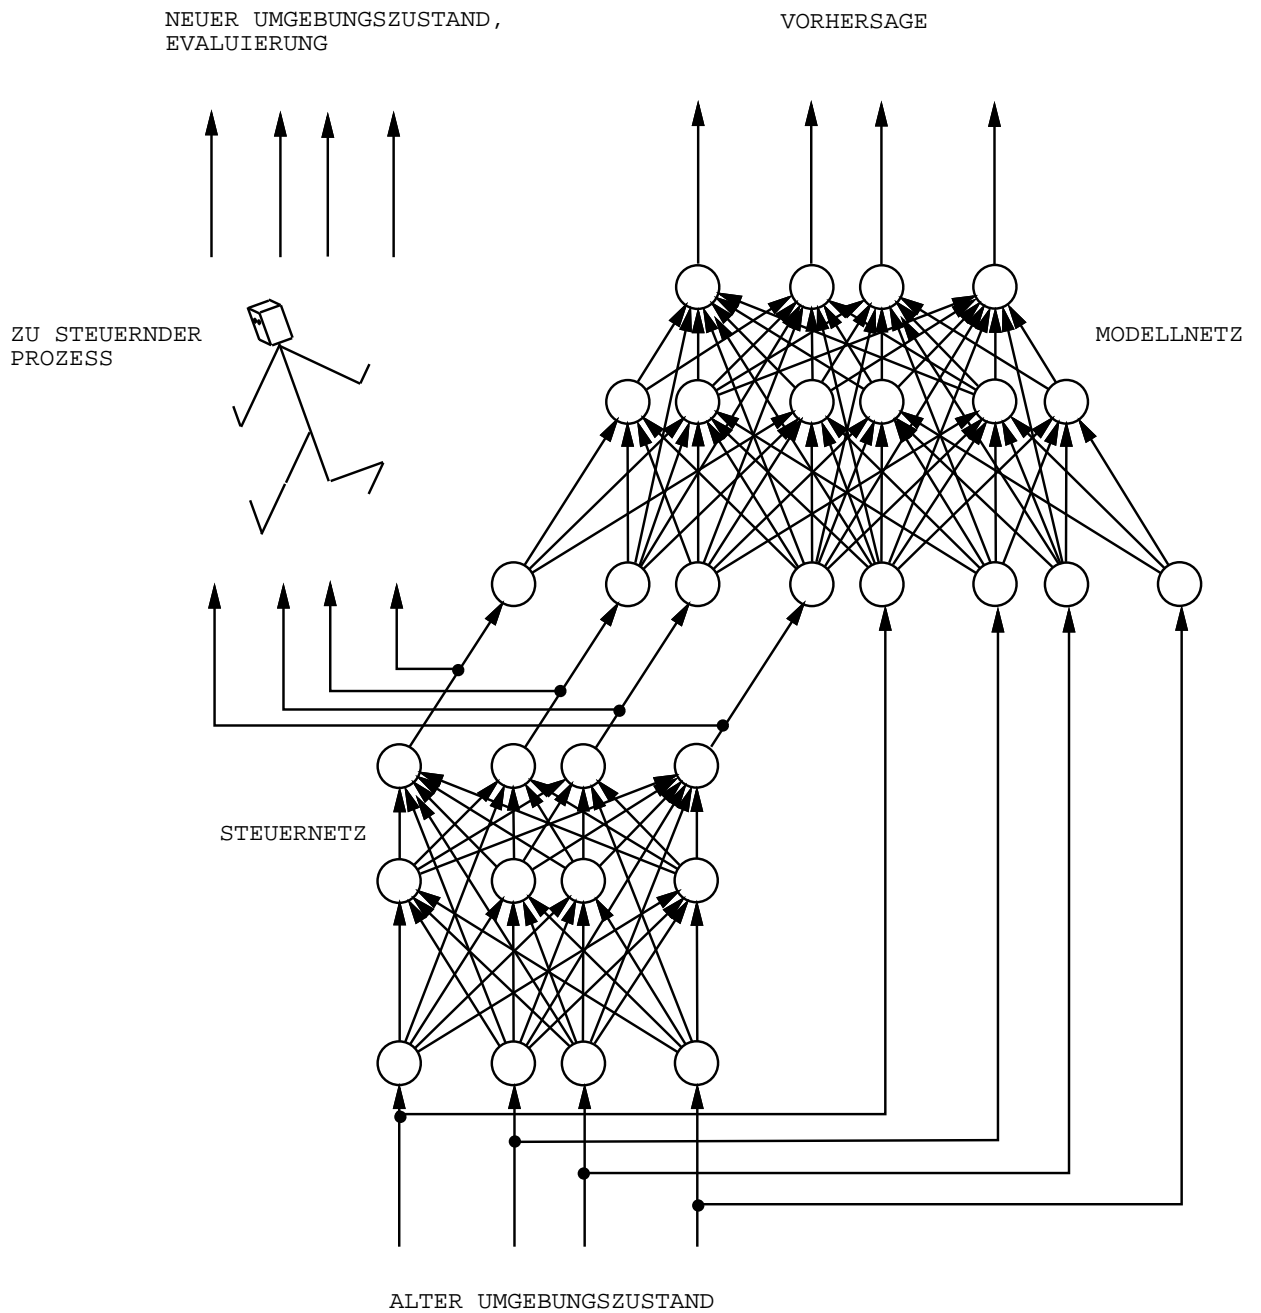 NEUER UMGEBUNGSZUSTAND,
EVALUIERUNG
VORHERSAGE
ZU STEUERNDER
PROZESS
MODELLNETZ
STEUERNETZ
ALTER UMGEBUNGSZUSTAND